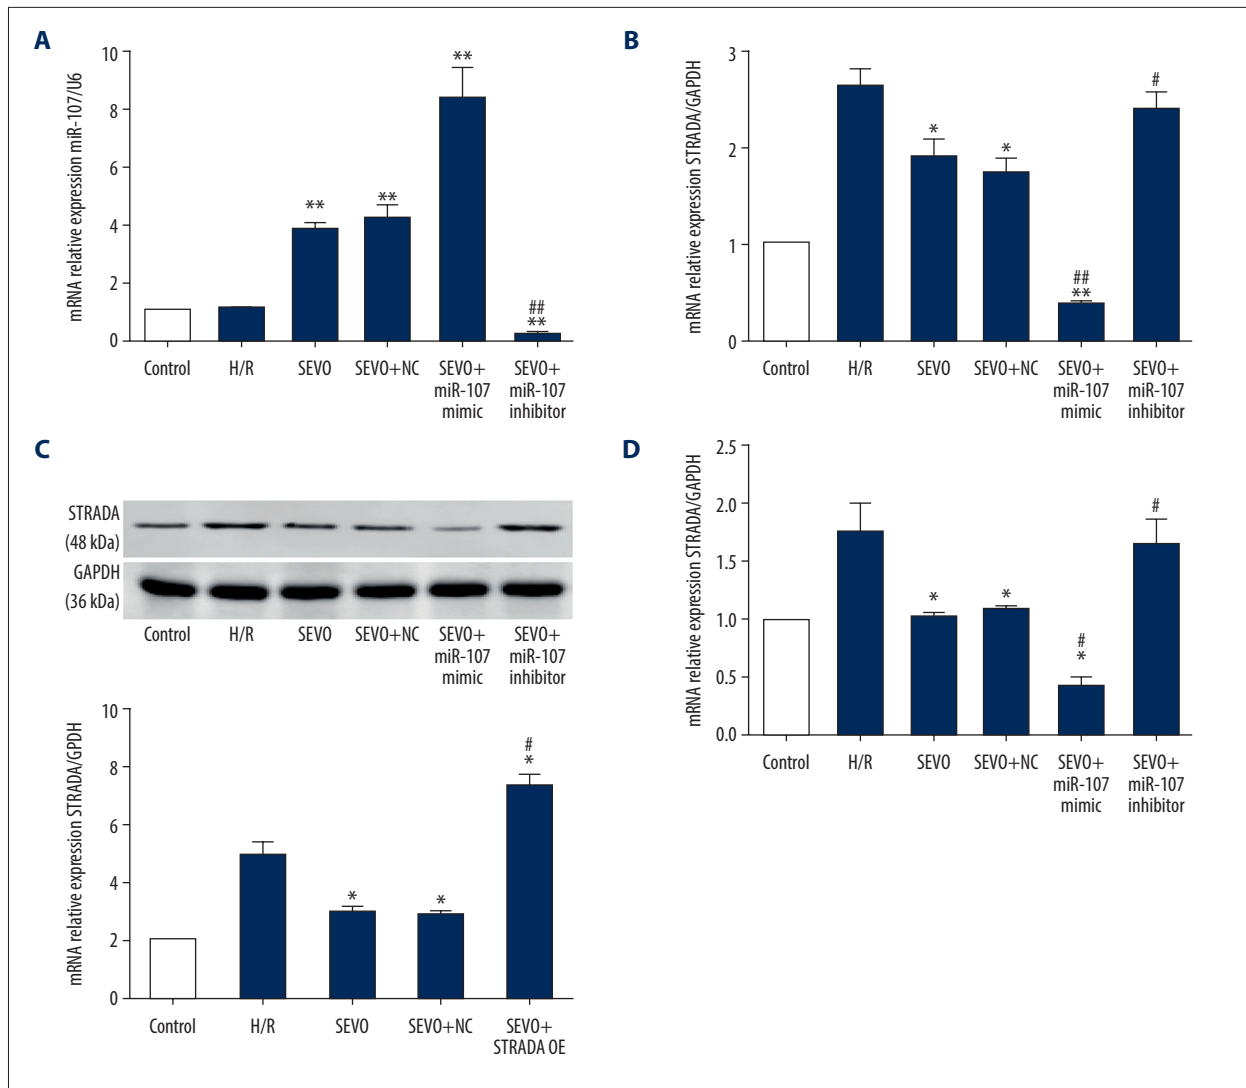 A
mRNA relative expression miR-107/U6
10
8
6
4
2
0
**
**
**
##
**
Control
H/R
SEVO
SEVO+NC
SEVO+
miR-107
mimic
SEVO+
miR-107
inhibitor
B
mRNA relative expression STRADA/GAPDH
3
2
1
0
*
*
##
**
#
Control
H/R
SEVO
SEVO+NC
SEVO+
miR-107
mimic
SEVO+
miR-107
inhibitor
C
STRADA
(48 kDa)
GAPDH
(36 kDa)
Control
H/R
SEVO
SEVO+NC
SEVO+
miR-107
mimic
SEVO+
miR-107
inhibitor
mRNA relative expression STRADA/GPDH
10
8
6
4
2
0
*
*
#
*
Control
H/R
SEVO
SEVO+NC
SEVO+
STRADA OE
D
mRNA relative expression STRADA/GAPDH
2.5
2.0
1.5
1.0
0.5
0.0
*
*
#
*
#
Control
H/R
SEVO
SEVO+NC
SEVO+
miR-107
mimic
SEVO+
miR-107
inhibitor